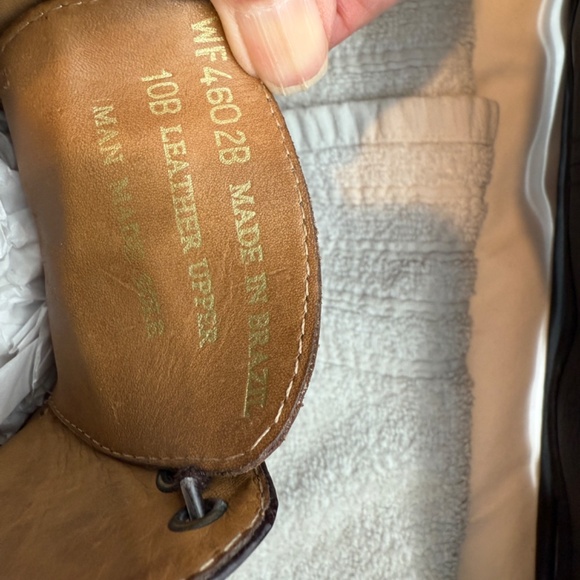 WF4602B MADE IN BRAZIL
10B LEATHER UPPER
MAN MADE SOLE